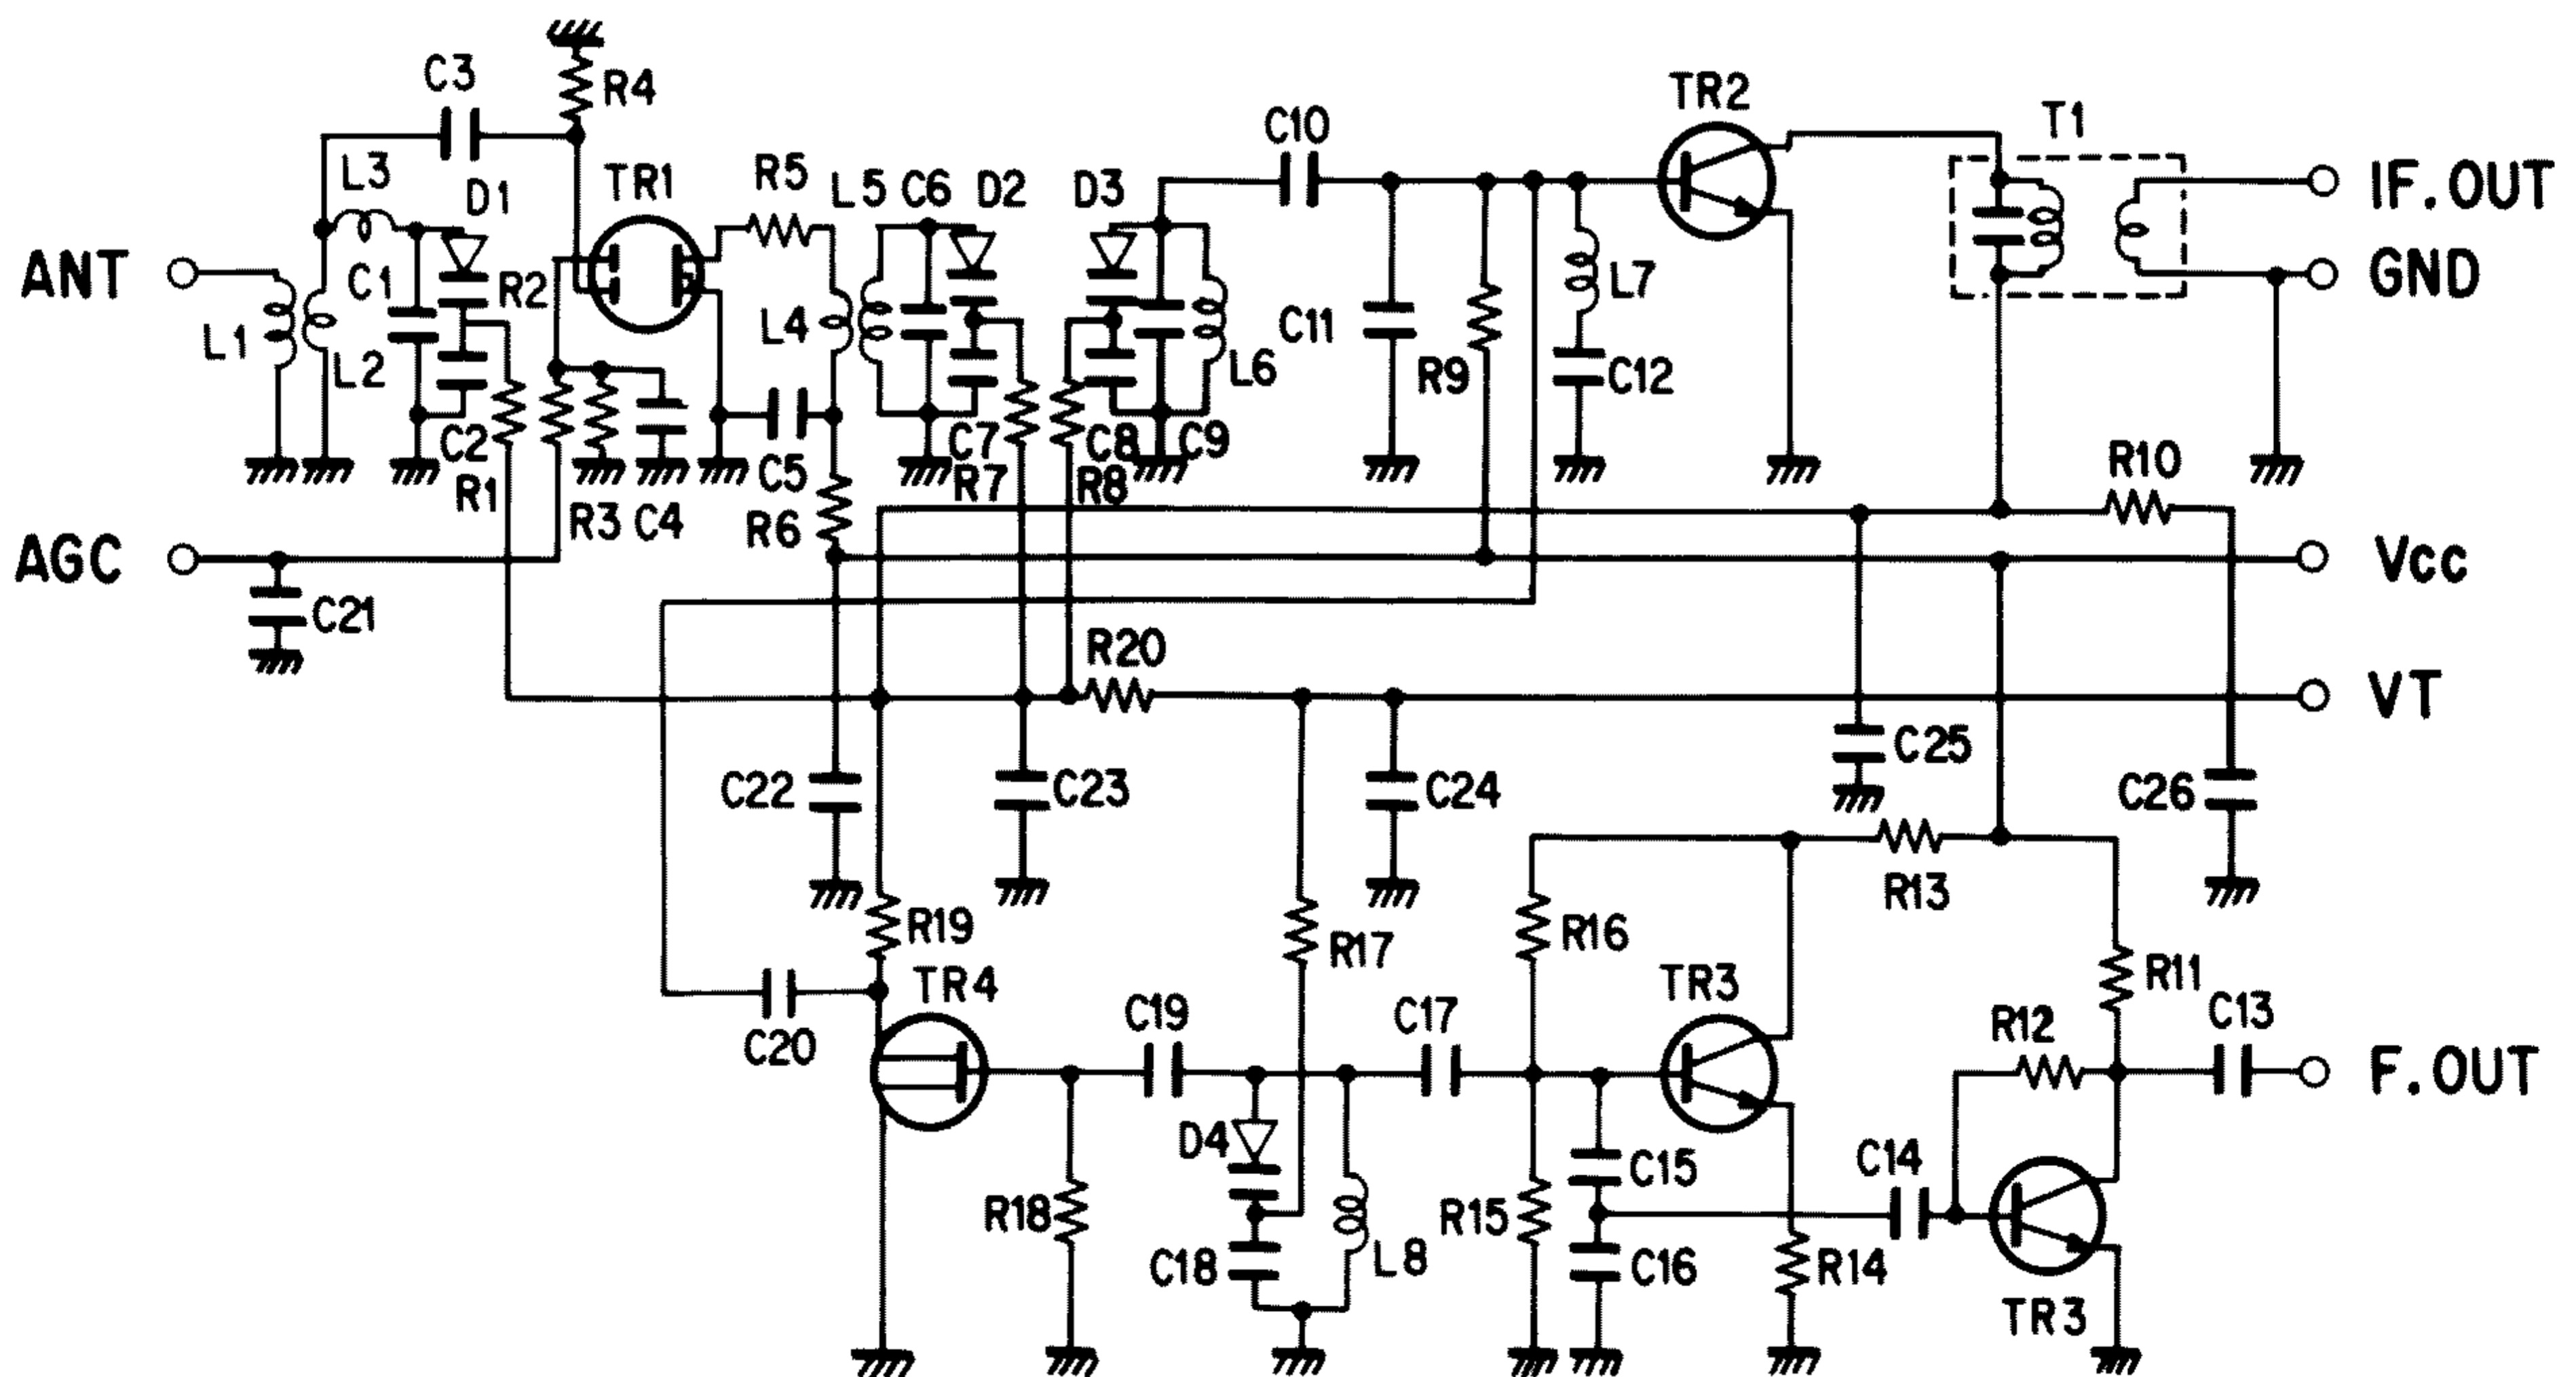 C3
R4
TR2
T1
C10
L3
D1
TR1
R5
L5
C6
D2
D3
IF.OUT
ANT
C1
R2
L7
GND
L1
L2
L4
C11
L6
R9
C12
C2
C5
C7
C8
C9
R10
R1
R3
C4
R6
R7
R8
AGC
Vcc
C21
R20
VT
C22
C23
C24
C25
C26
R13
R19
R16
R17
TR4
TR3
R11
C20
C19
C17
R12
C13
F.OUT
D4
C15
C14
R18
R15
C18
L8
C16
R14
TR3